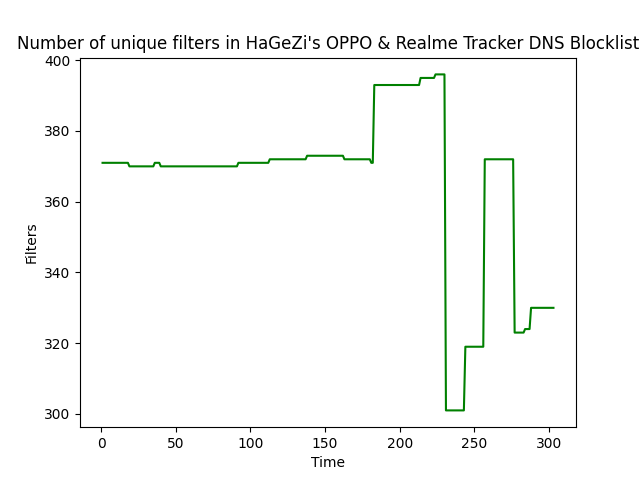 Number of unique filters in HaGeZi's OPPO & Realme Tracker DNS Blocklist
400
380
360
340
320
300
Filters
0 50 100 150 200 250 300
Time